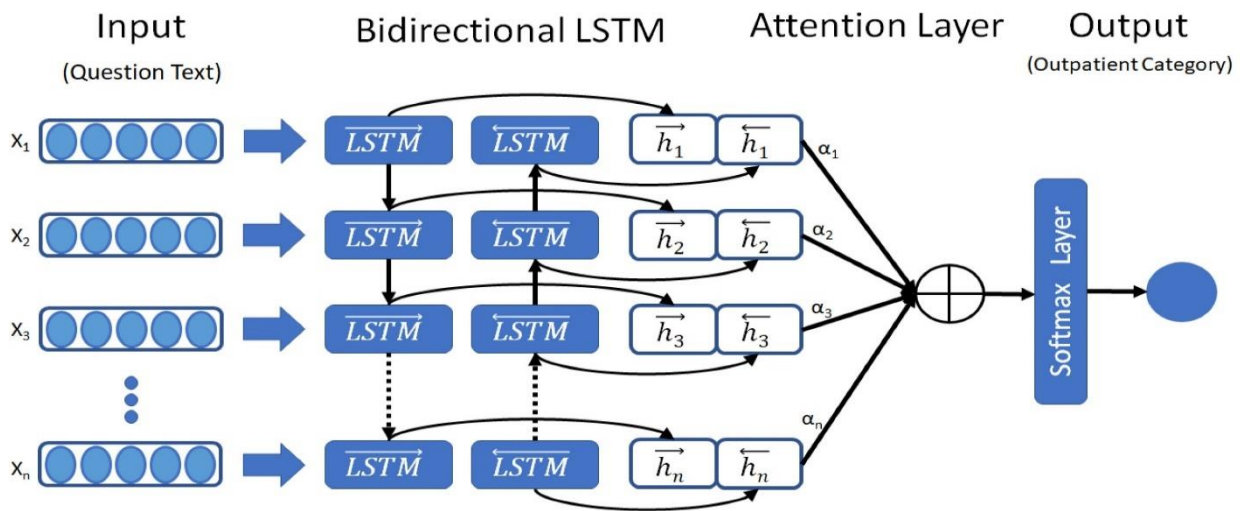 Input Bidirectional LSTM Attention Layer Output
(Question Text) (Outpatient Category)
X₁ LSTM→ LSTM← h₁→ h₁← α₁
X₂ LSTM→ LSTM← h₂→ h₂← α₂
X₃ LSTM→ LSTM← h₃→ h₃← α₃
Xₙ LSTM→ LSTM← hₙ→ hₙ← αₙ
Softmax Layer